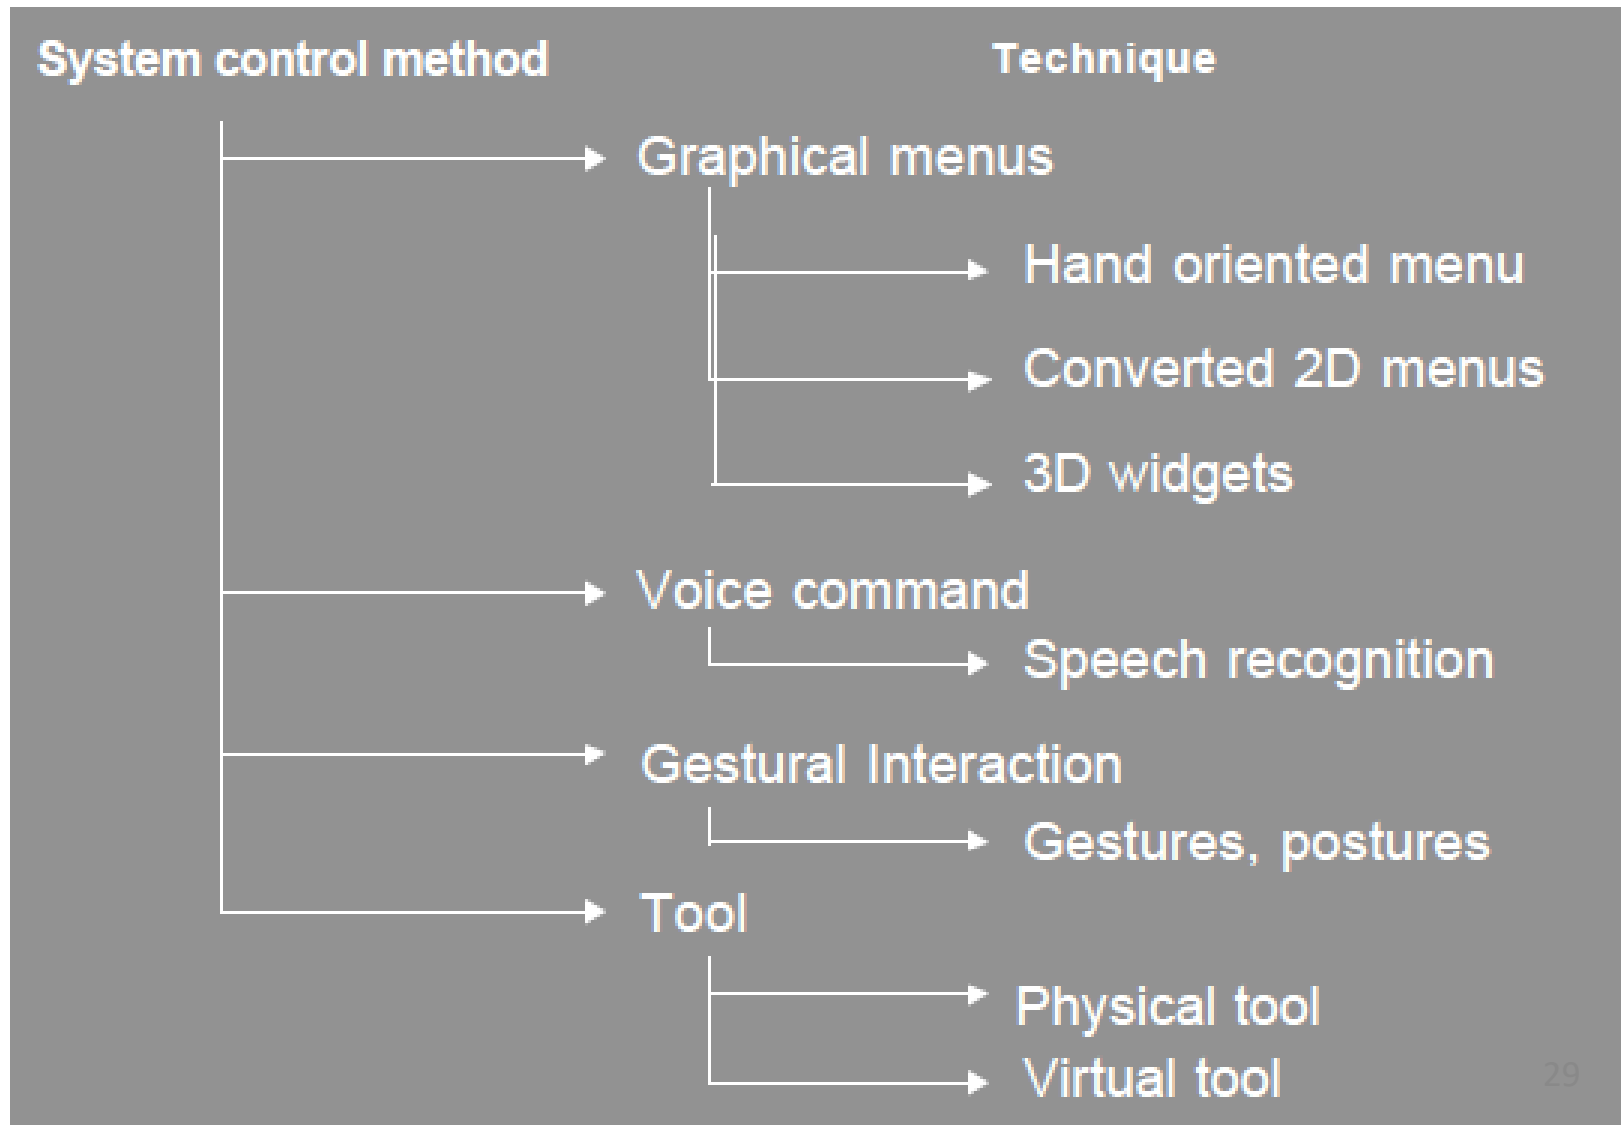 System control method
Technique
Graphical menus
Hand oriented menu
Converted 2D menus
3D widgets
Voice command
Speech recognition
Gestural Interaction
Gestures, postures
Tool
Physical tool
Virtual tool
29